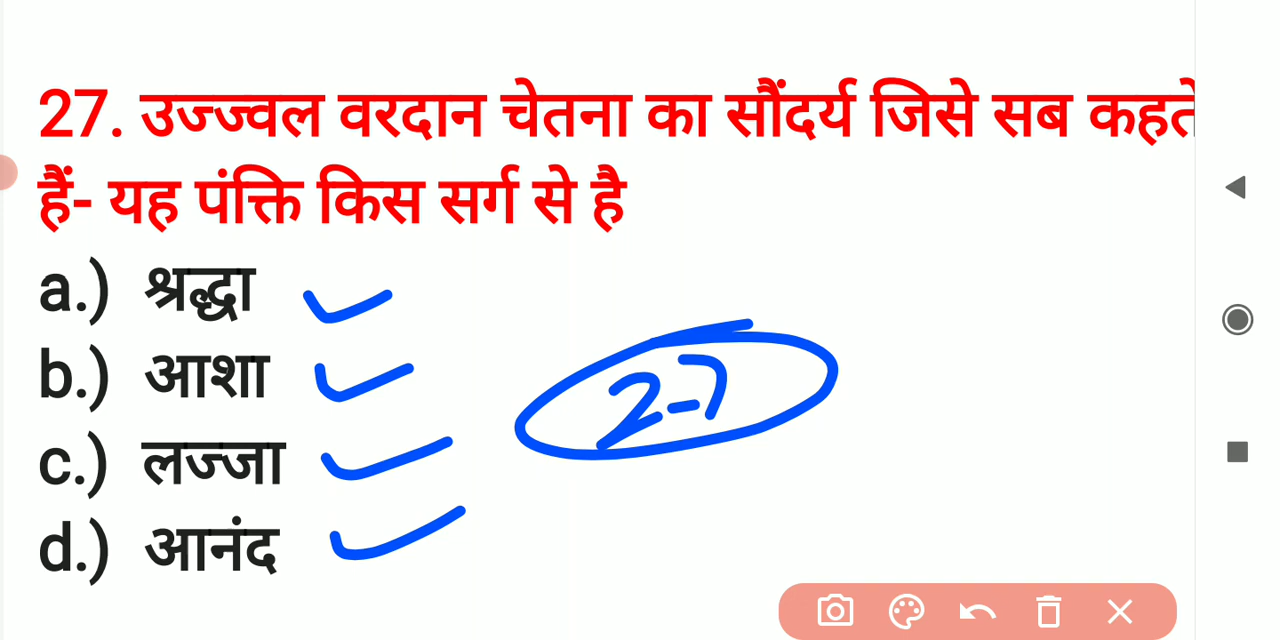 27. उज्ज्वल वरदान चेतना का सौंदर्य जिसे सब कहते
हैं- यह पंक्ति किस सर्ग से है
a.) श्रद्धा
b.) आशा
2-7
c.) लज्जा
d.) आनंद